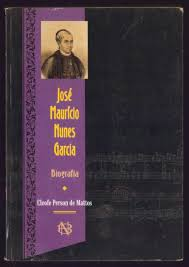 José
Maurício
Nunes
Garcia
Biografia
Cleofe Person de Mattos